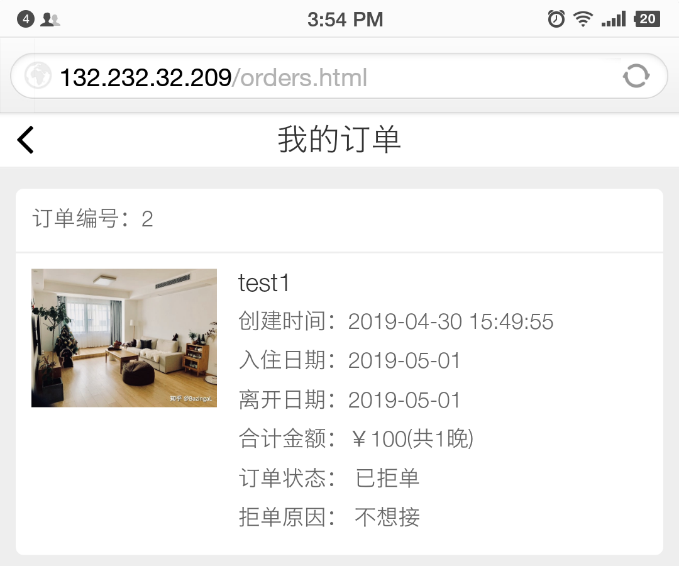 4
3:54 PM
20
132.232.32.209/orders.html
我的订单
订单编号：2
test1
创建时间：2019-04-30 15:49:55
入住日期：2019-05-01
离开日期：2019-05-01
合计金额：￥100(共1晚)
订单状态： 已拒单
拒单原因： 不想接